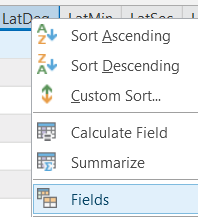 LatDeg LatMin LatSec
Sort Ascending
Sort Descending
Custom Sort...
Calculate Field
Summarize
Fields